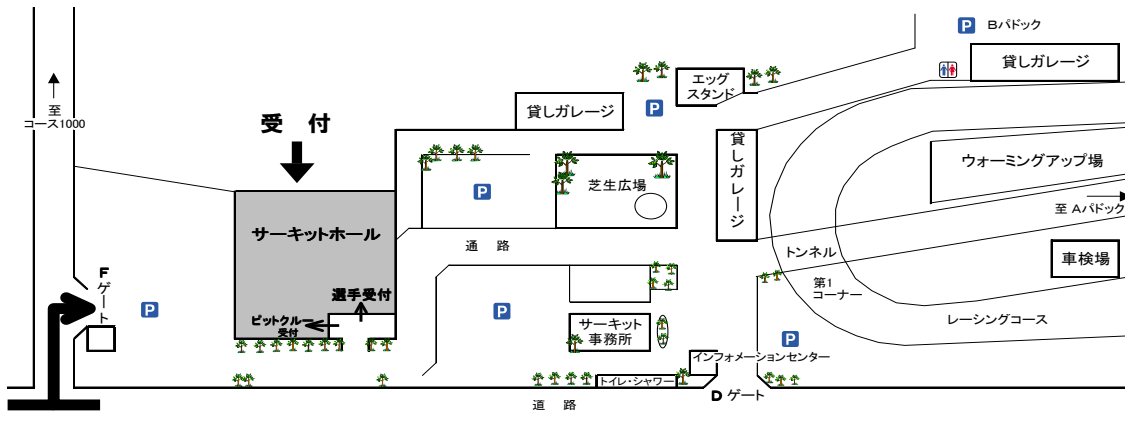 P
Bパドック
貸しガレージ
エッグ
スタンド
貸しガレージ
P
至
コース1000
受 付
貸しガレージ
ウォーミングアップ場
P
芝生広場
サーキットホール
至 Aパドック
通 路
トンネル
車検場
Fゲート
第1
コーナー
選手受付
P
P
ピットクルー
受付
サーキット
事務所
レーシングコース
P
インフォメーションセンター
トイレ・シャワー
D ゲート
道 路